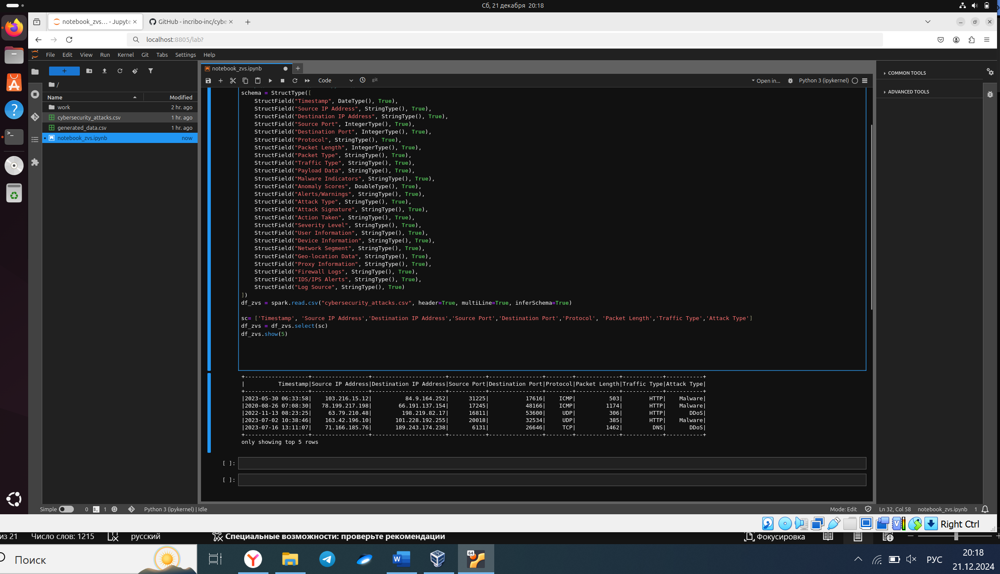 Сб, 21 декабря 20:18
notebook_zvs... - Jupyte
GitHub - incribo-inc/cybe
localhost:8805/lab?
File Edit View Run Kernel Git Tabs Settings Help
notebook_zvs.ipynb
Code
git
Open in...
Python 3 (ipykernel)
COMMON TOOLS
ADVANCED TOOLS
/
Name Modified
work 2 hr. ago
cybersecurity_attacks.csv 1 hr. ago
generated_data.csv 1 hr. ago
notebook_zvs.ipynb now
schema = StructType([
    StructField("Timestamp", DateType(), True),
    StructField("Source IP Address", StringType(), True),
    StructField("Destination IP Address", StringType(), True),
    StructField("Source Port", IntegerType(), True),
    StructField("Destination Port", IntegerType(), True),
    StructField("Protocol", StringType(), True),
    StructField("Packet Length", IntegerType(), True),
    StructField("Packet Type", StringType(), True),
    StructField("Traffic Type", StringType(), True),
    StructField("Payload Data", StringType(), True),
    StructField("Malware Indicators", StringType(), True),
    StructField("Anomaly Scores", DoubleType(), True),
    StructField("Alerts/Warnings", StringType(), True),
    StructField("Attack Type", StringType(), True),
    StructField("Attack Signature", StringType(), True),
    StructField("Action Taken", StringType(), True),
    StructField("Severity Level", StringType(), True),
    StructField("User Information", StringType(), True),
    StructField("Device Information", StringType(), True),
    StructField("Network Segment", StringType(), True),
    StructField("Geo-location Data", StringType(), True),
    StructField("Proxy Information", StringType(), True),
    StructField("Firewall Logs", StringType(), True),
    StructField("IDS/IPS Alerts", StringType(), True),
    StructField("Log Source", StringType(), True)
])
df_zvs = spark.read.csv("cybersecurity_attacks.csv", header=True, multiLine=True, inferSchema=True)
sc= ['Timestamp', 'Source IP Address','Destination IP Address','Source Port','Destination Port','Protocol', 'Packet Length','Traffic Type','Attack Type']
df_zvs = df_zvs.select(sc)
df_zvs.show(5)
+-------------------+-----------------+----------------------+-----------+----------------+--------+-------------+------------+-----------+
|          Timestamp|Source IP Address|Destination IP Address|Source Port|Destination Port|Protocol|Packet Length|Traffic Type|Attack Type|
+-------------------+-----------------+----------------------+-----------+----------------+--------+-------------+------------+-----------+
|2023-05-30 06:33:58|    103.216.15.12|          84.9.164.252|      31225|           17616|    ICMP|          503|        HTTP|    Malware|
|2020-08-26 07:08:30|   78.199.217.198|        66.191.137.154|      17245|           48166|    ICMP|         1174|        HTTP|    Malware|
|2022-11-13 08:23:25|     63.79.210.48|         198.219.82.17|      16811|           53600|     UDP|          306|        HTTP|       DDoS|
|2023-07-02 10:38:46|    163.42.196.10|       101.228.192.255|      20018|           32534|     UDP|          385|        HTTP|    Malware|
|2023-07-16 13:11:07|    71.166.185.76|       189.243.174.238|       6131|           26646|     TCP|         1462|         DNS|       DDoS|
+-------------------+-----------------+----------------------+-----------+----------------+--------+-------------+------------+-----------+
only showing top 5 rows
[ ]:
[ ]:
Simple 0 1 Python 3 (ipykernel) | Idle
Mode: Edit Ln 32, Col 58 notebook_zvs.ipynb 1
Right Ctrl
из 21 Число слов: 1215 русский Специальные возможности: проверьте рекомендации Фокусировка
Поиск
64
РУС
20:18
21.12.2024